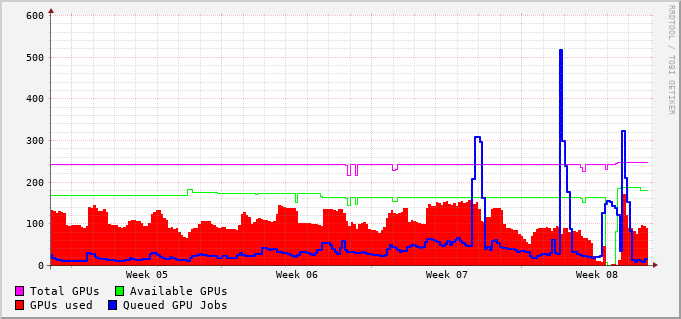 600
500
400
300
200
100
0
Week 05 Week 06 Week 07 Week 08
Total GPUs Available GPUs
GPUs used Queued GPU Jobs
RRDTOOL / TOBI OETIKER